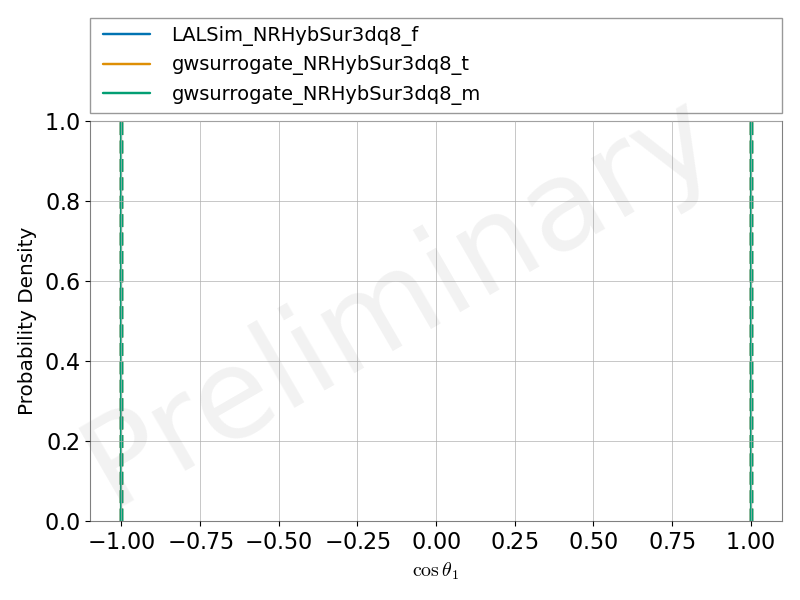 LALSim_NRHybSur3dq8_f
gwsurrogate_NRHybSur3dq8_t
gwsurrogate_NRHybSur3dq8_m
1.0
0.8
0.6
0.4
0.2
0.0
Probability Density
Preliminary
−1.00 −0.75 −0.50 −0.25 0.00 0.25 0.50 0.75 1.00
cos θ₁